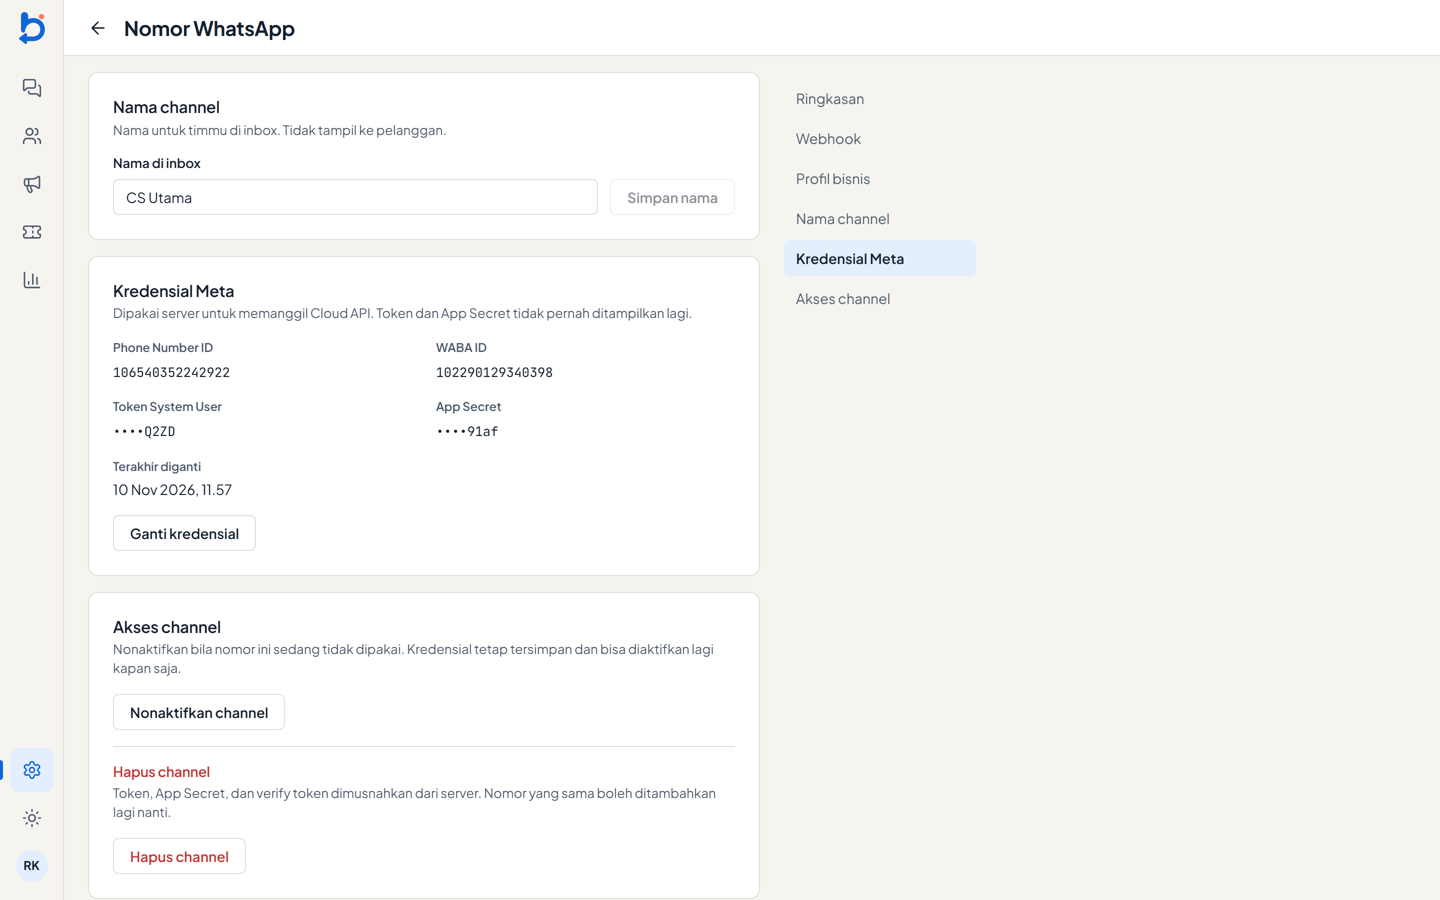 Nomor WhatsApp
Nama channel
Nama untuk timmu di inbox. Tidak tampil ke pelanggan.
Nama di inbox
CS Utama
Simpan nama
Kredensial Meta
Dipakai server untuk memanggil Cloud API. Token dan App Secret tidak pernah ditampilkan lagi.
Phone Number ID
WABA ID
106540352242922
102290129340398
Token System User
App Secret
••••Q2ZD
••••91af
Terakhir diganti
10 Nov 2026, 11.57
Ganti kredensial
Akses channel
Nonaktifkan bila nomor ini sedang tidak dipakai. Kredensial tetap tersimpan dan bisa diaktifkan lagi
kapan saja.
Nonaktifkan channel
Hapus channel
Token, App Secret, dan verify token dimusnahkan dari server. Nomor yang sama boleh ditambahkan
lagi nanti.
Hapus channel
Ringkasan
Webhook
Profil bisnis
Nama channel
Kredensial Meta
Akses channel
RK